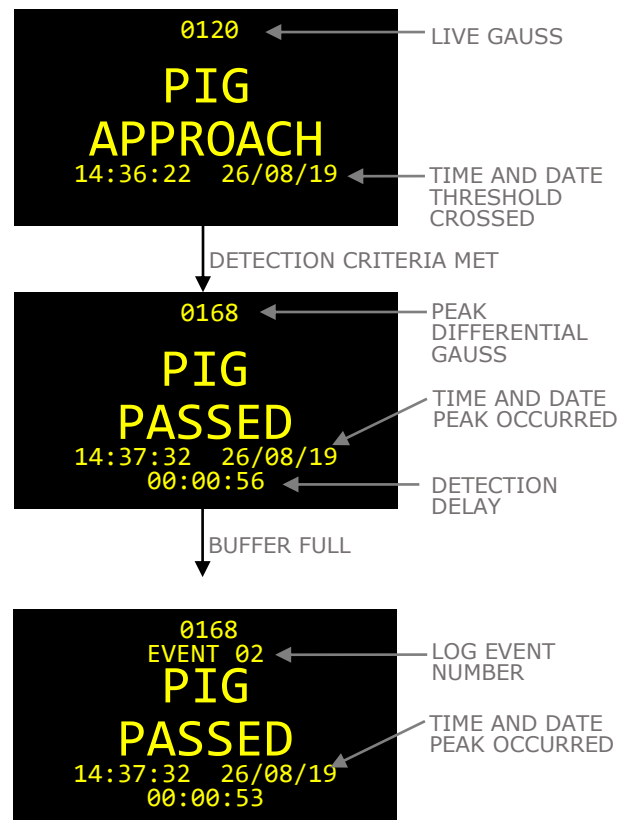 0120
LIVE GAUSS
PIG
APPROACH
14:36:22 26/08/19
TIME AND DATE
THRESHOLD
CROSSED
DETECTION CRITERIA MET
0168
PEAK
DIFFERENTIAL
GAUSS
PIG
PASSED
14:37:32 26/08/19
00:00:56
TIME AND DATE
PEAK OCCURRED
DETECTION
DELAY
BUFFER FULL
0168
EVENT 02
LOG EVENT
NUMBER
PIG
PASSED
14:37:32 26/08/19
00:00:53
TIME AND DATE
PEAK OCCURRED